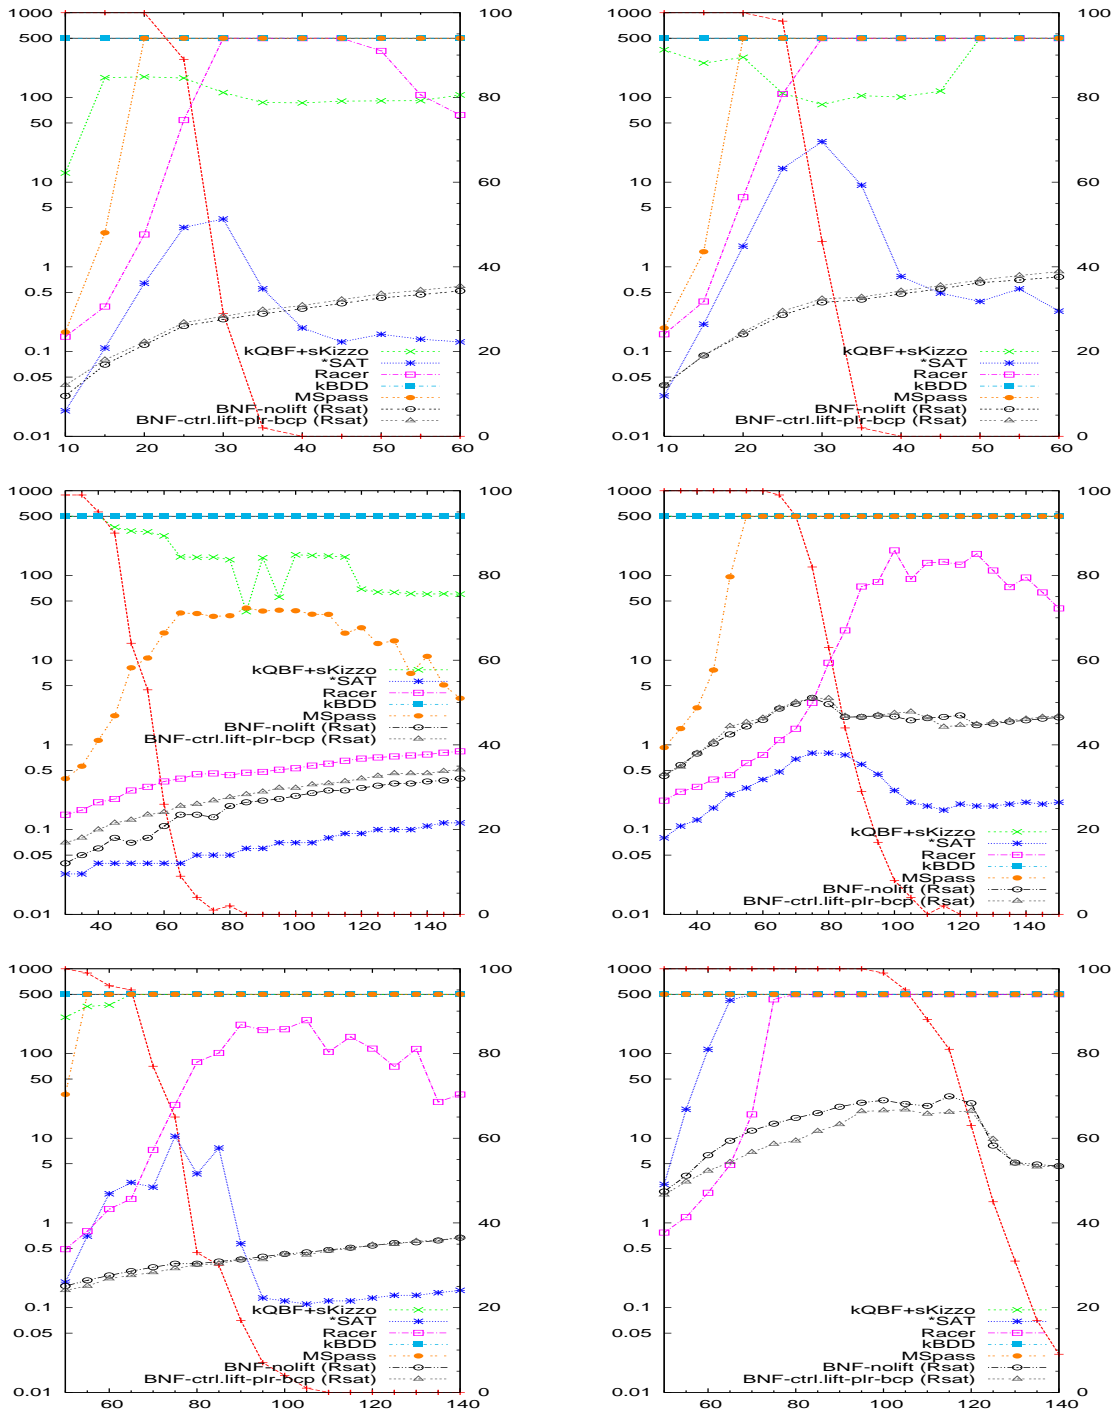 1000
500
100
50
10
5
1
0.5
0.1
0.05
0.01
10 20 30 40 50 60
100
80
60
40
20
0
kQBF+sKizzo
*SAT
Racer
kBDD
MSpass
BNF-nolift (Rsat)
BNF-ctrl.lift-plr-bcp (Rsat)
1000
500
100
50
10
5
1
0.5
0.1
0.05
0.01
10 20 30 40 50 60
100
80
60
40
20
0
kQBF+sKizzo
*SAT
Racer
kBDD
MSpass
BNF-nolift (Rsat)
BNF-ctrl.lift-plr-bcp (Rsat)
1000
500
100
50
10
5
1
0.5
0.1
0.05
0.01
40 60 80 100 120 140
100
80
60
40
20
0
kQBF+sKizzo
*SAT
Racer
kBDD
MSpass
BNF-nolift (Rsat)
BNF-ctrl.lift-plr-bcp (Rsat)
1000
500
100
50
10
5
1
0.5
0.1
0.05
0.01
40 60 80 100 120 140
100
80
60
40
20
0
kQBF+sKizzo
*SAT
Racer
kBDD
MSpass
BNF-nolift (Rsat)
BNF-ctrl.lift-plr-bcp (Rsat)
1000
500
100
50
10
5
1
0.5
0.1
0.05
0.01
60 80 100 120 140
100
80
60
40
20
0
kQBF+sKizzo
*SAT
Racer
kBDD
MSpass
BNF-nolift (Rsat)
BNF-ctrl.lift-plr-bcp (Rsat)
1000
500
100
50
10
5
1
0.5
0.1
0.05
0.01
60 80 100 120 140
100
80
60
40
20
0
kQBF+sKizzo
*SAT
Racer
kBDD
MSpass
BNF-nolift (Rsat)
BNF-ctrl.lift-plr-bcp (Rsat)